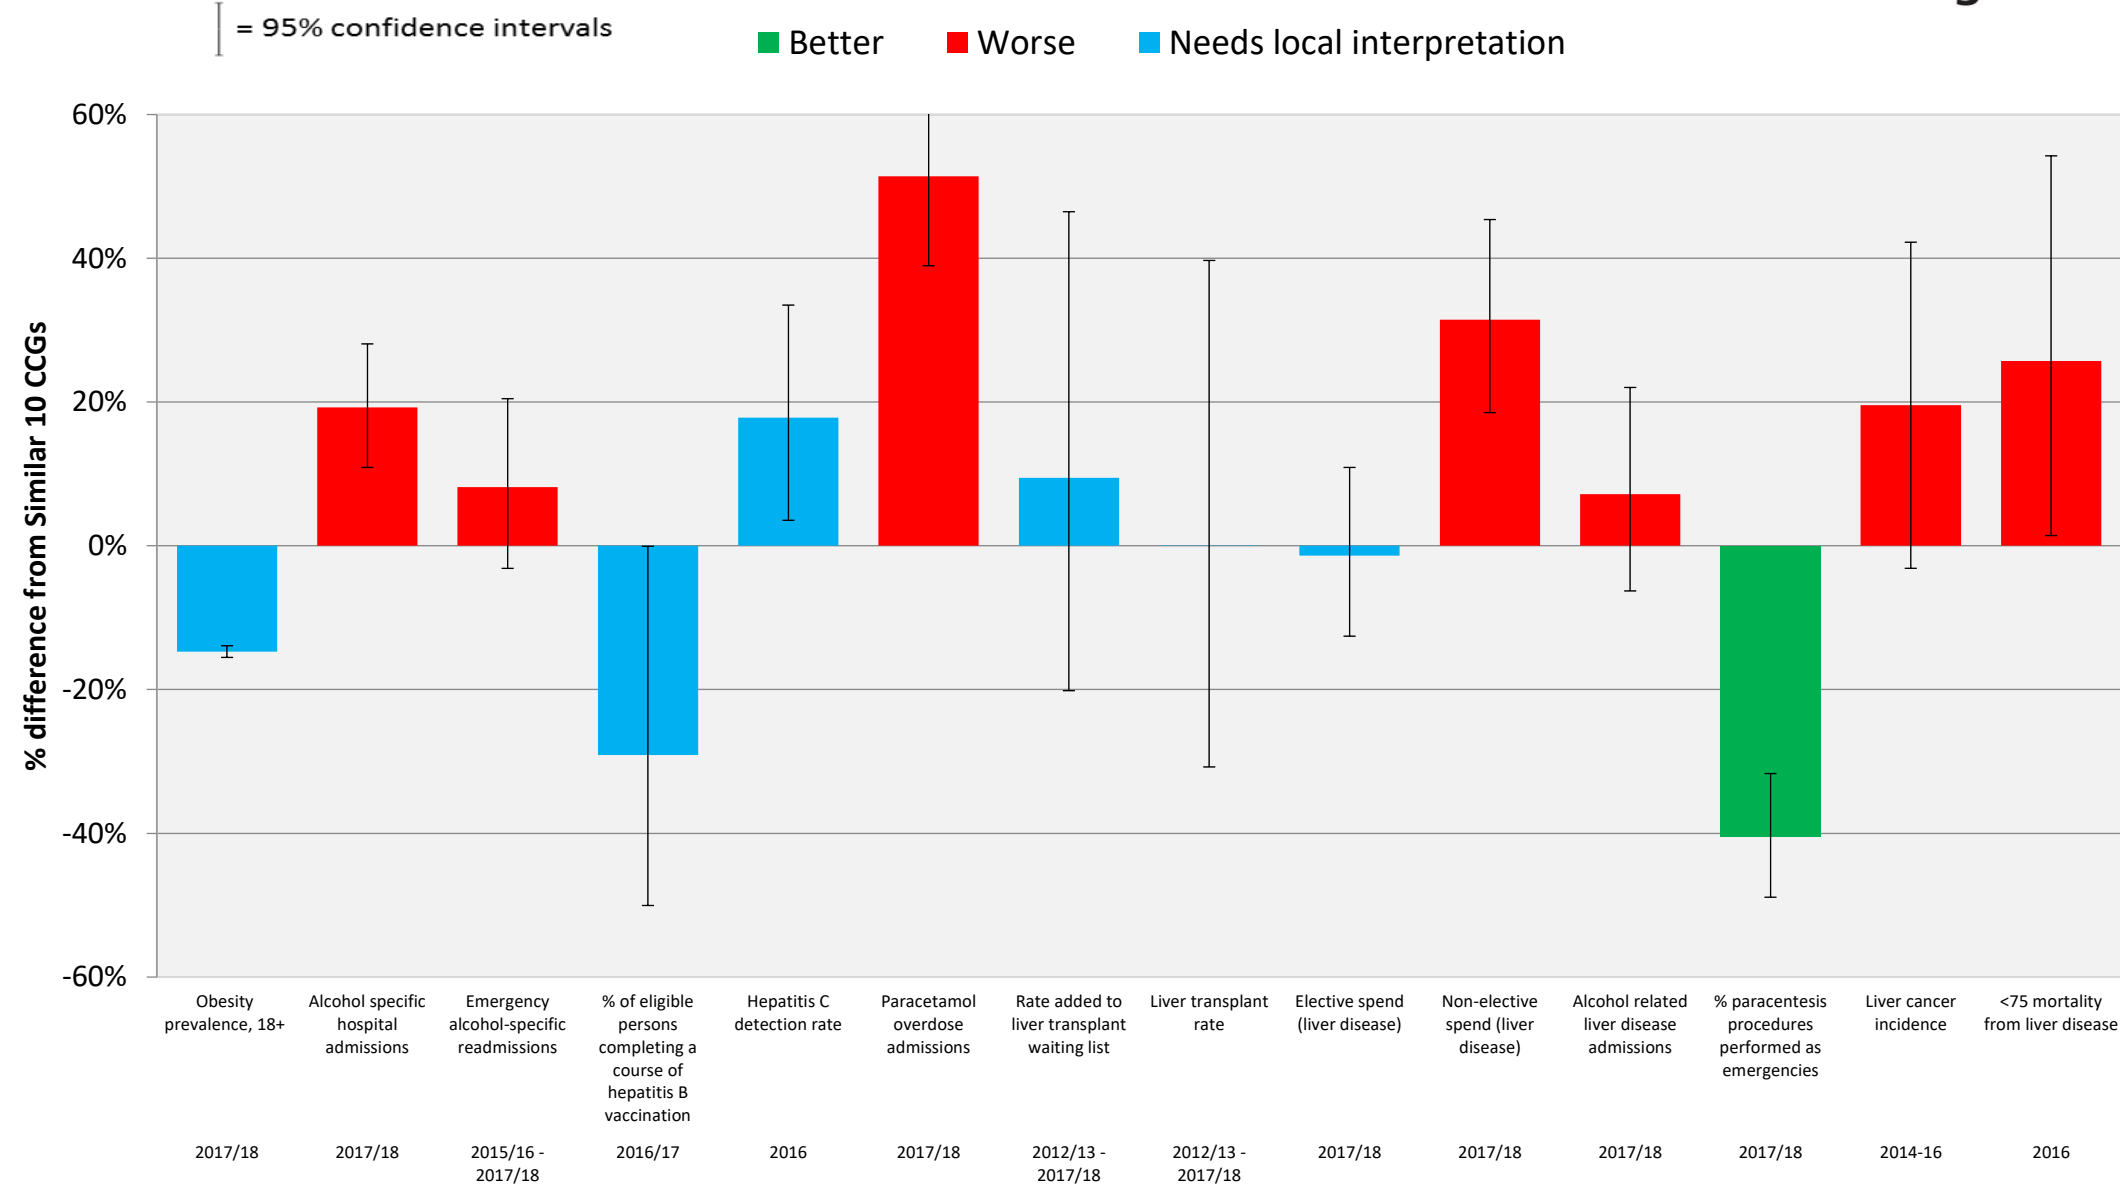 = 95% confidence intervals
Better
Worse
Needs local interpretation
% difference from Similar 10 CCGs
60%
40%
20%
0%
-20%
-40%
-60%
Obesity
prevalence, 18+
2017/18
Alcohol specific
hospital
admissions
2017/18
Emergency
alcohol-specific
readmissions
2015/16 -
2017/18
% of eligible
persons
completing a
course of
hepatitis B
vaccination
2016/17
Hepatitis C
detection rate
2016
Paracetamol
overdose
admissions
2017/18
Rate added to
liver transplant
waiting list
2012/13 -
2017/18
Liver transplant
rate
2012/13 -
2017/18
Elective spend
(liver disease)
2017/18
Non-elective
spend (liver
disease)
2017/18
Alcohol related
liver disease
admissions
2017/18
% paracentesis
procedures
performed as
emergencies
2017/18
Liver cancer
incidence
2014-16
<75 mortality
from liver disease
2016